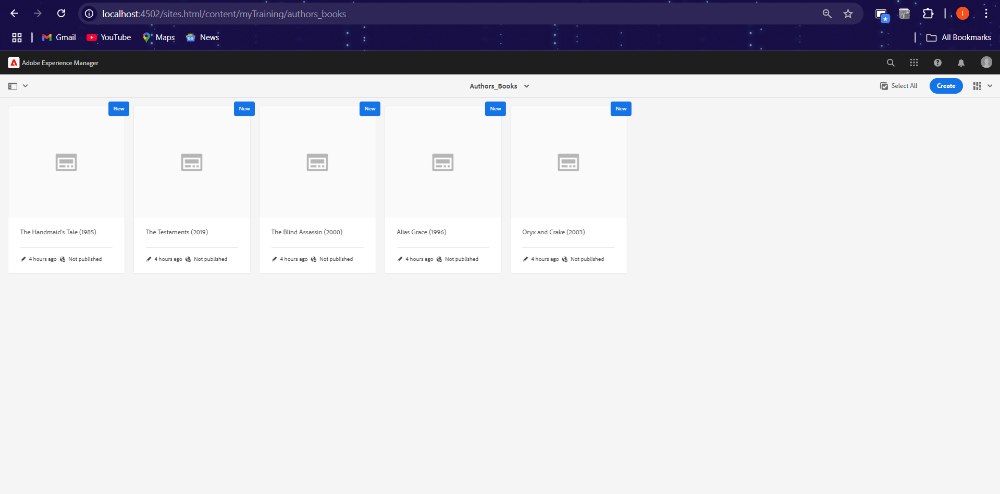 localhost:4502/sites.html/content/myTraining/authors_books
I
Gmail YouTube Maps News All Bookmarks
Adobe Experience Manager
Authors_Books Select All Create
New New New New New
The Handmaid's Tale (1985) The Testaments (2019) The Blind Assassin (2000) Alias Grace (1996) Oryx and Crake (2003)
4 hours ago Not published 4 hours ago Not published 4 hours ago Not published 4 hours ago Not published 4 hours ago Not published